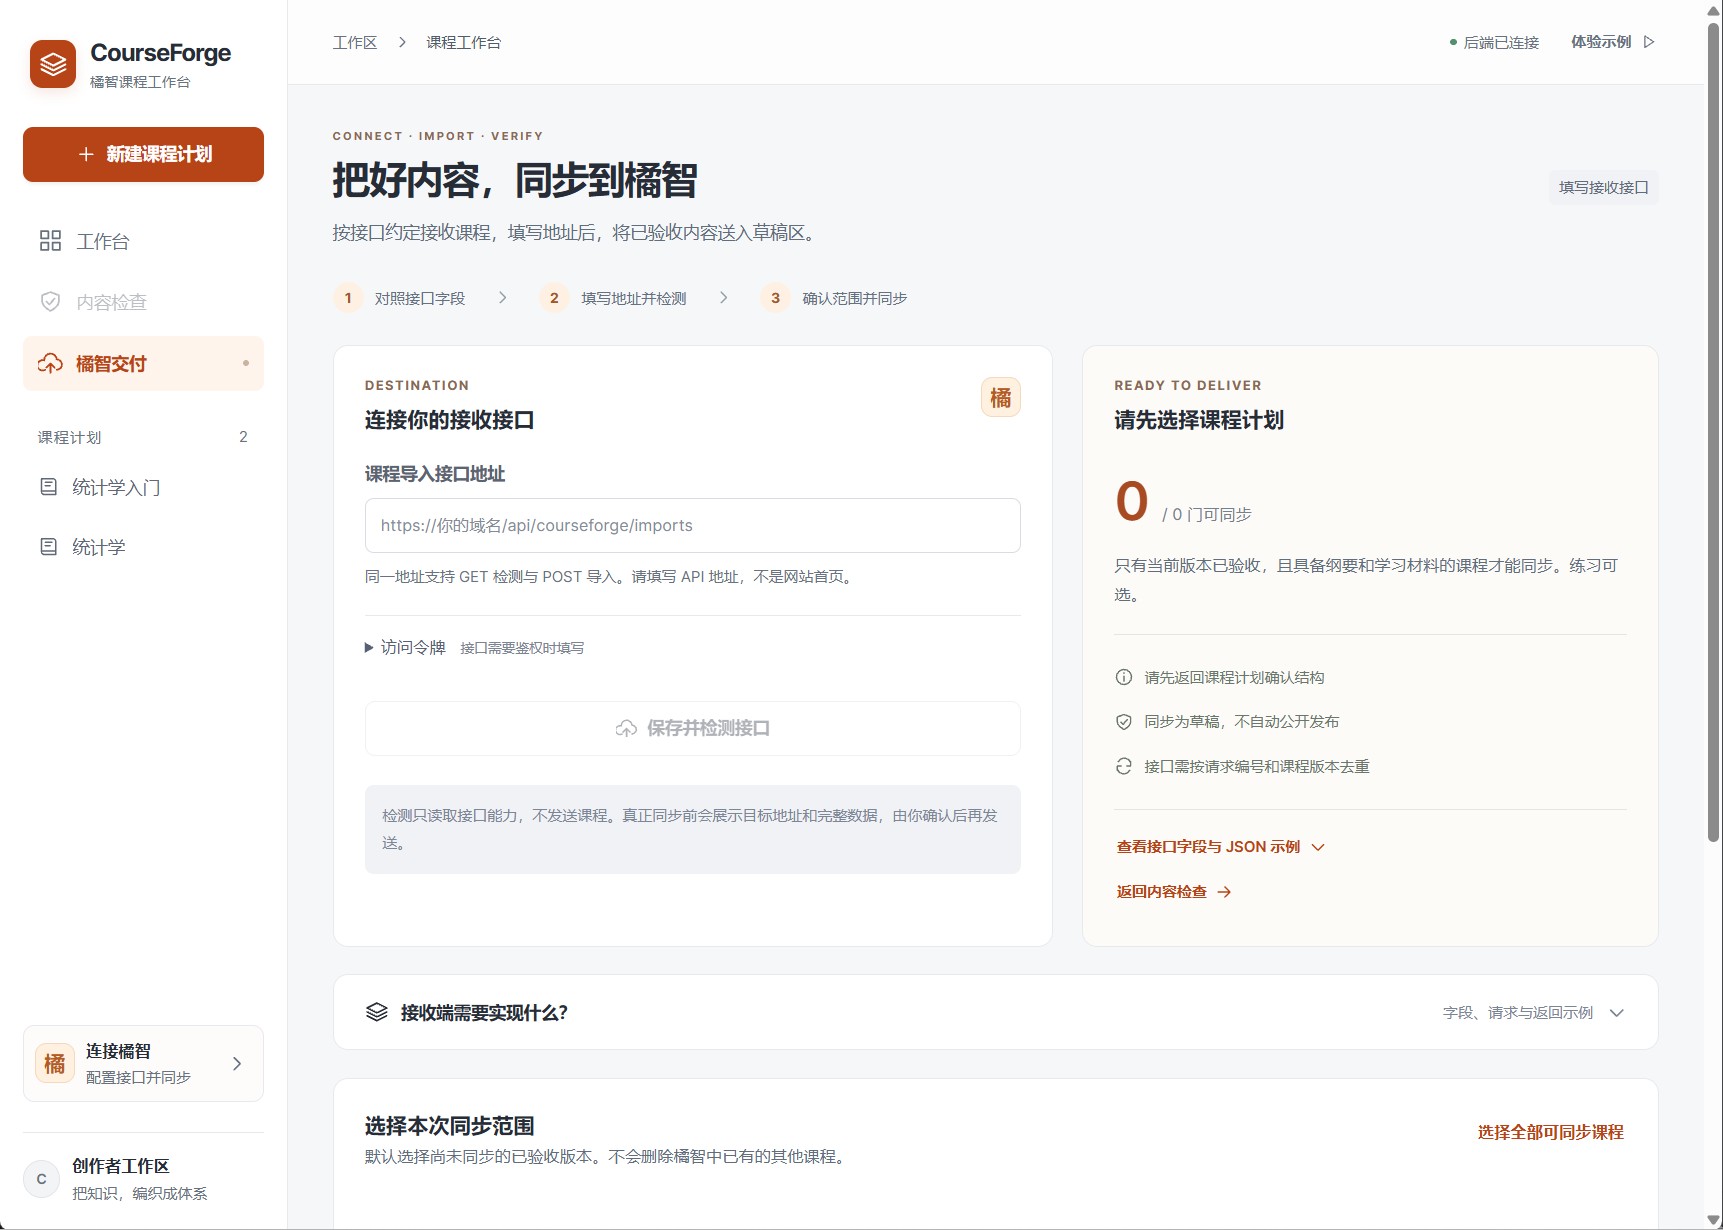 CourseForge
橘智课程工作台
新建课程计划
工作台
内容检查
橘智交付
课程计划 2
统计学入门
统计学
橘 连接橘智
配置接口并同步
C 创作者工作区
把知识，编织成体系
工作区 课程工作台
后端已连接 体验示例
CONNECT · IMPORT · VERIFY
把好内容，同步到橘智
填写接收接口
按接口约定接收课程，填写地址后，将已验收内容送入草稿区。
1 对照接口字段 2 填写地址并检测 3 确认范围并同步
DESTINATION
连接你的接收接口
橘
课程导入接口地址
https://你的域名/api/courseforge/imports
同一地址支持 GET 检测与 POST 导入。请填写 API 地址，不是网站首页。
访问令牌 接口需要鉴权时填写
保存并检测接口
检测只读取接口能力，不发送课程。真正同步前会展示目标地址和完整数据，由你确认后再发
送。
READY TO DELIVER
请先选择课程计划
0 / 0 门可同步
只有当前版本已验收，且具备纲要和学习材料的课程才能同步。练习可
选。
请先返回课程计划确认结构
同步为草稿，不自动公开发布
接口需按请求编号和课程版本去重
查看接口字段与 JSON 示例
返回内容检查
接收端需要实现什么？
字段、请求与返回示例
选择本次同步范围
默认选择尚未同步的已验收版本。不会删除橘智中已有的其他课程。
选择全部可同步课程